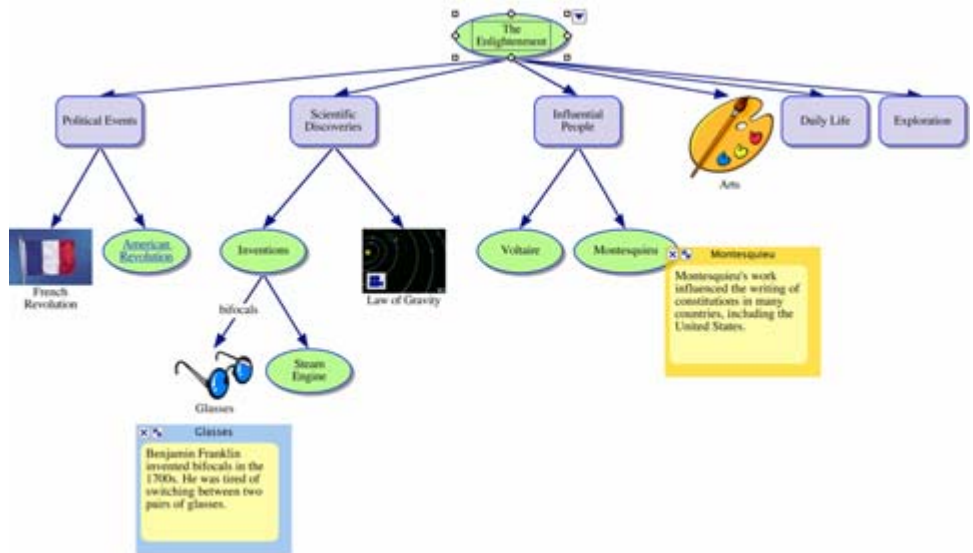 The
Enlightenment
Political Events
Scientific
Discoveries
Influential
People
Arts
Daily Life
Exploration
French
Revolution
American
Revolution
Inventions
Law of Gravity
Voltaire
Montesquieu
Montesquieu
Montesquieu's work
influenced the writing of
constitutions in many
countries, including the
United States.
bifocals
Glasses
Steam
Engine
Glasses
Benjamin Franklin
invented bifocals in the
1700s. He was tired of
switching between two
pairs of glasses.